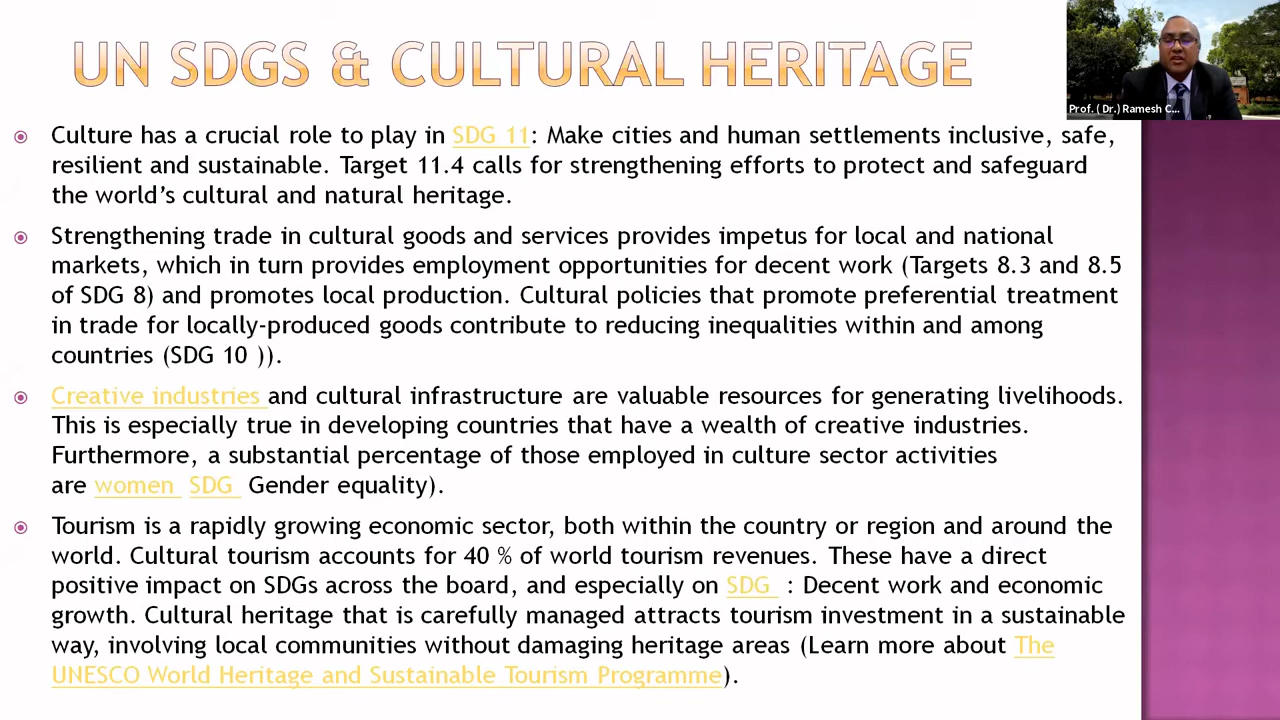 UN SDGS & CULTURAL HERITAGE
Prof. ( Dr.) Ramesh C...
Culture has a crucial role to play in SDG 11: Make cities and human settlements inclusive, safe,
resilient and sustainable. Target 11.4 calls for strengthening efforts to protect and safeguard
the world’s cultural and natural heritage.
Strengthening trade in cultural goods and services provides impetus for local and national
markets, which in turn provides employment opportunities for decent work (Targets 8.3 and 8.5
of SDG 8) and promotes local production. Cultural policies that promote preferential treatment
in trade for locally-produced goods contribute to reducing inequalities within and among
countries (SDG 10 )).
Creative industries and cultural infrastructure are valuable resources for generating livelihoods.
This is especially true in developing countries that have a wealth of creative industries.
Furthermore, a substantial percentage of those employed in culture sector activities
are women SDG Gender equality).
Tourism is a rapidly growing economic sector, both within the country or region and around the
world. Cultural tourism accounts for 40 % of world tourism revenues. These have a direct
positive impact on SDGs across the board, and especially on SDG : Decent work and economic
growth. Cultural heritage that is carefully managed attracts tourism investment in a sustainable
way, involving local communities without damaging heritage areas (Learn more about The
UNESCO World Heritage and Sustainable Tourism Programme).